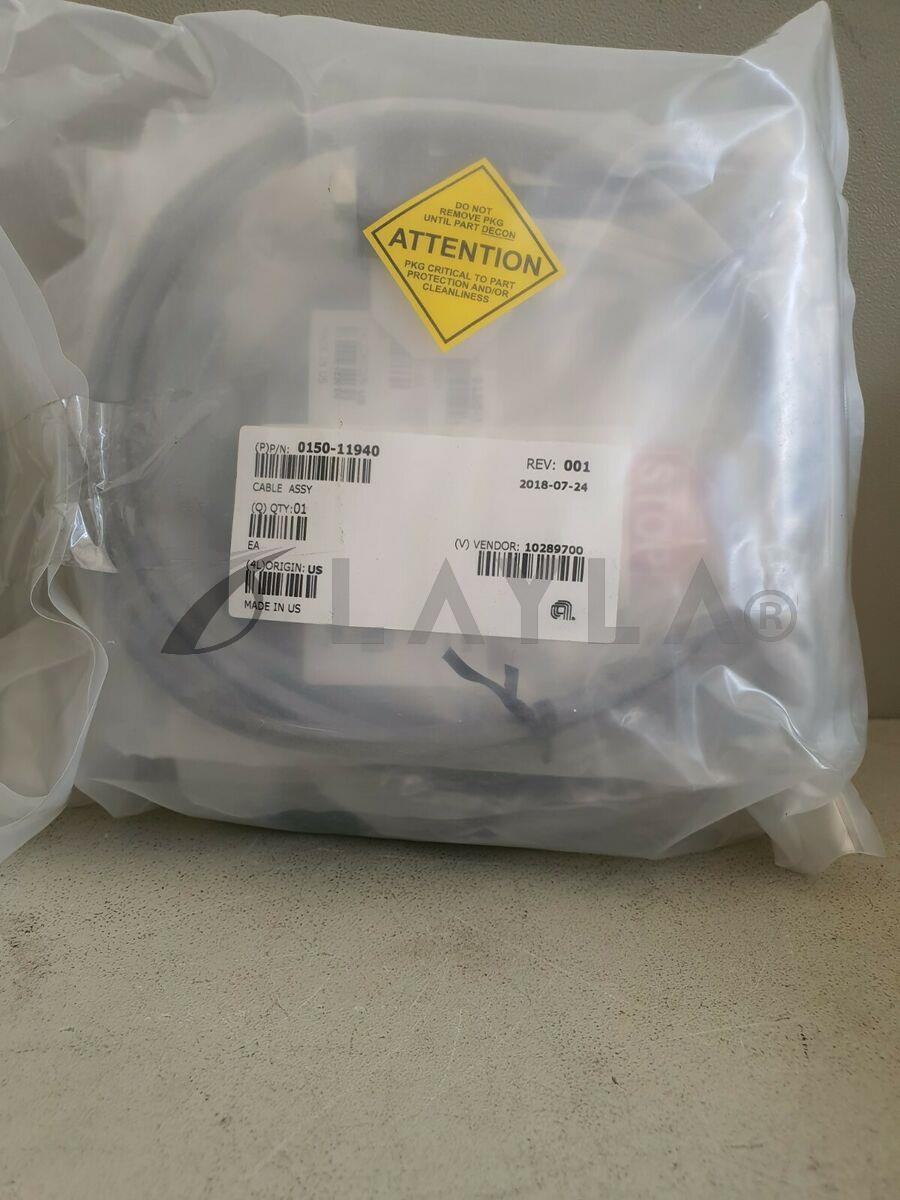 DO NOT
REMOVE PKG
UNTIL PART DECON
ATTENTION
PKG CRITICAL TO PART
PROTECTION AND/OR
CLEANLINESS
(P)P/N: 0150-11940
REV: 001
CABLE ASSY
2018-07-24
(Q) QTY:01
EA
(V) VENDOR: 10289700
(4L)ORIGIN: US
MADE IN US
LAYLA®
STOP